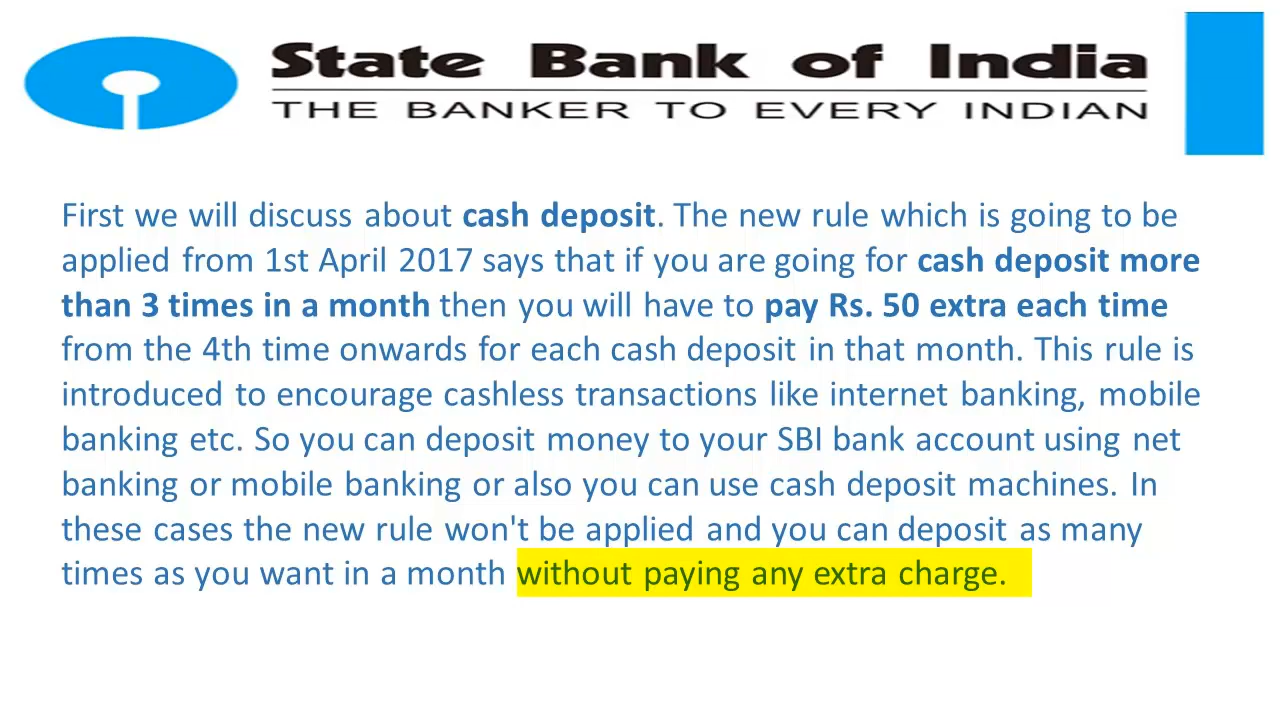 State Bank of India
THE BANKER TO EVERY INDIAN
First we will discuss about cash deposit. The new rule which is going to be
applied from 1st April 2017 says that if you are going for cash deposit more
than 3 times in a month then you will have to pay Rs. 50 extra each time
from the 4th time onwards for each cash deposit in that month. This rule is
introduced to encourage cashless transactions like internet banking, mobile
banking etc. So you can deposit money to your SBI bank account using net
banking or mobile banking or also you can use cash deposit machines. In
these cases the new rule won't be applied and you can deposit as many
times as you want in a month without paying any extra charge.